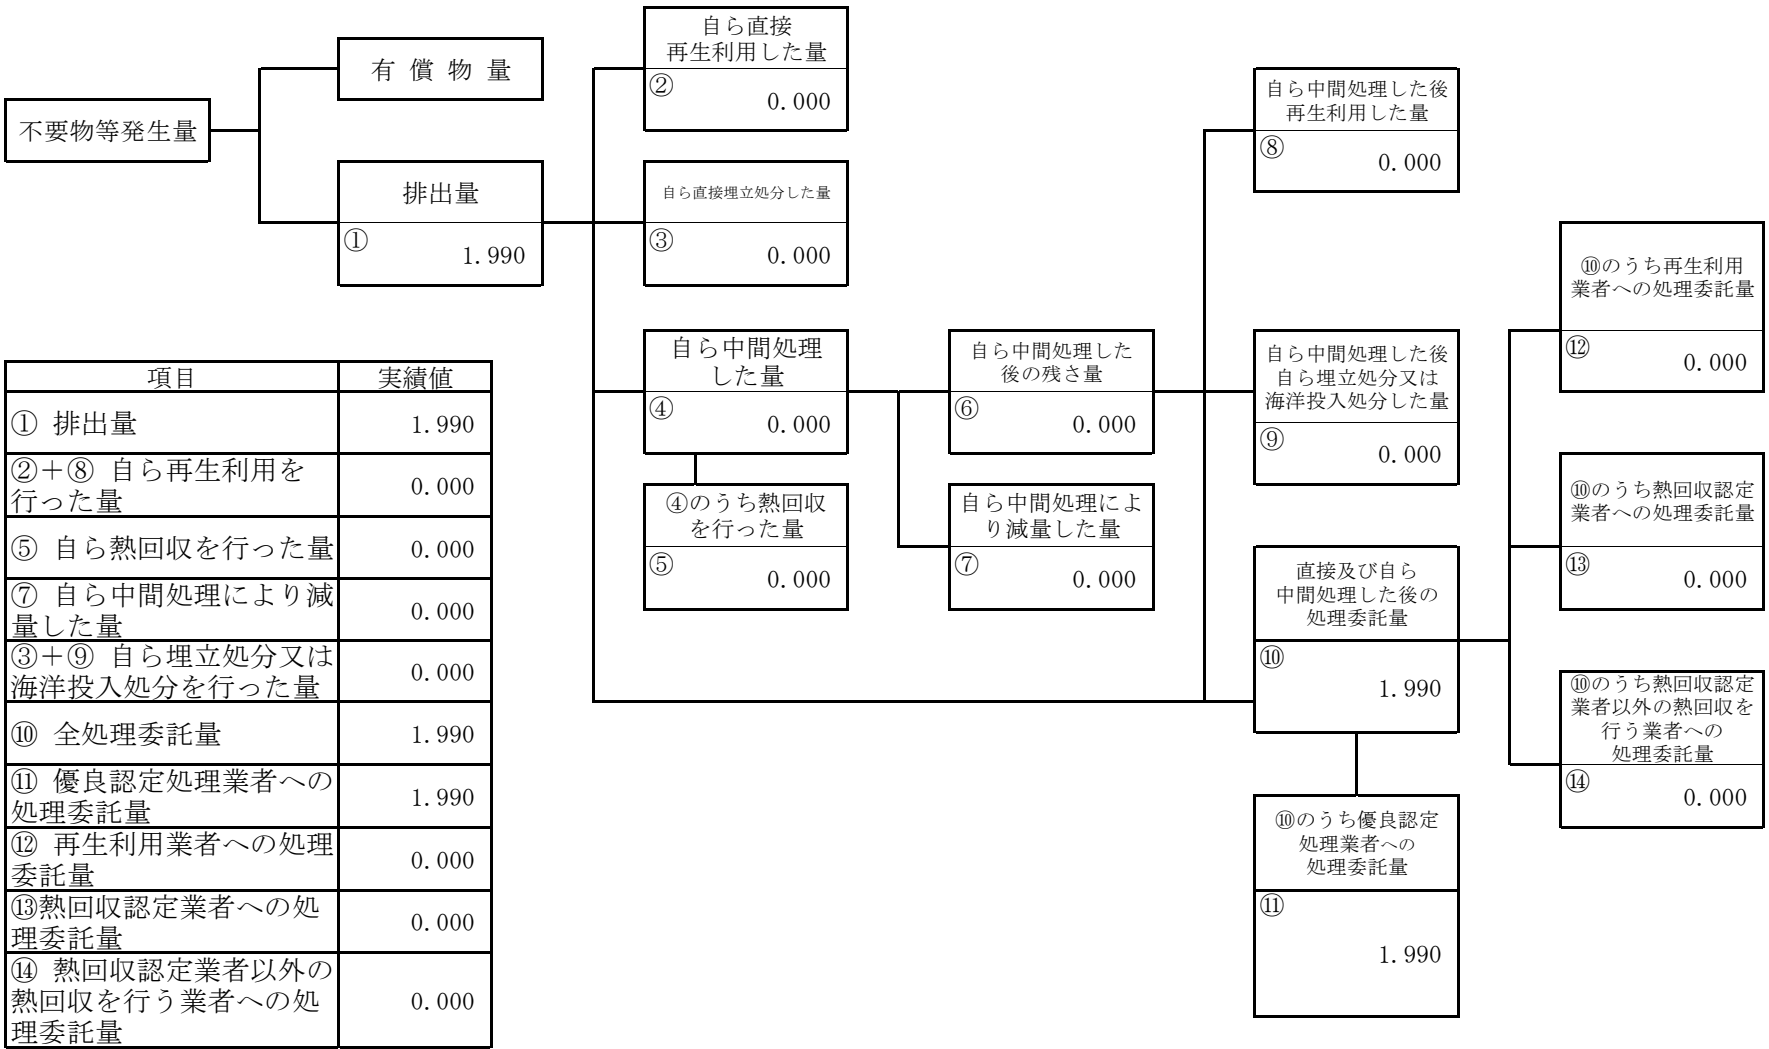 不要物等発生量
有 償 物 量
排出量
①
1.990
自ら直接
再生利用した量
②
0.000
自ら直接埋立処分した量
③
0.000
自ら中間処理
した量
④
0.000
④のうち熱回収
を行った量
⑤
0.000
自ら中間処理した
後の残さ量
⑥
0.000
自ら中間処理によ
り減量した量
⑦
0.000
自ら中間処理した後
再生利用した量
⑧
0.000
自ら中間処理した後
自ら埋立処分又は
海洋投入処分した量
⑨
0.000
直接及び自ら
中間処理した後の
処理委託量
⑩
1.990
⑩のうち優良認定
処理業者への
処理委託量
⑪
1.990
⑩のうち再生利用
業者への処理委託量
⑫
0.000
⑩のうち熱回収認定
業者への処理委託量
⑬
0.000
⑩のうち熱回収認定
業者以外の熱回収を
行う業者への
処理委託量
⑭
0.000
項目 実績値
① 排出量 1.990
②+⑧ 自ら再生利用を
行った量 0.000
⑤ 自ら熱回収を行った量 0.000
⑦ 自ら中間処理により減
量した量 0.000
③+⑨ 自ら埋立処分又は
海洋投入処分を行った量 0.000
⑩ 全処理委託量 1.990
⑪ 優良認定処理業者への
処理委託量 1.990
⑫ 再生利用業者への処理
委託量 0.000
⑬熱回収認定業者への処
理委託量 0.000
⑭ 熱回収認定業者以外の
熱回収を行う業者への処
理委託量 0.000